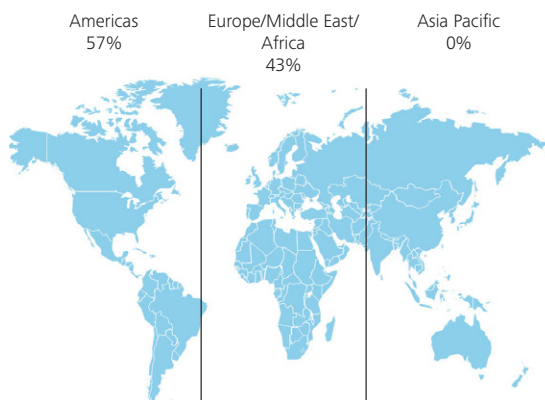 Americas
57%
Europe/Middle East/
Africa
43%
Asia Pacific
0%